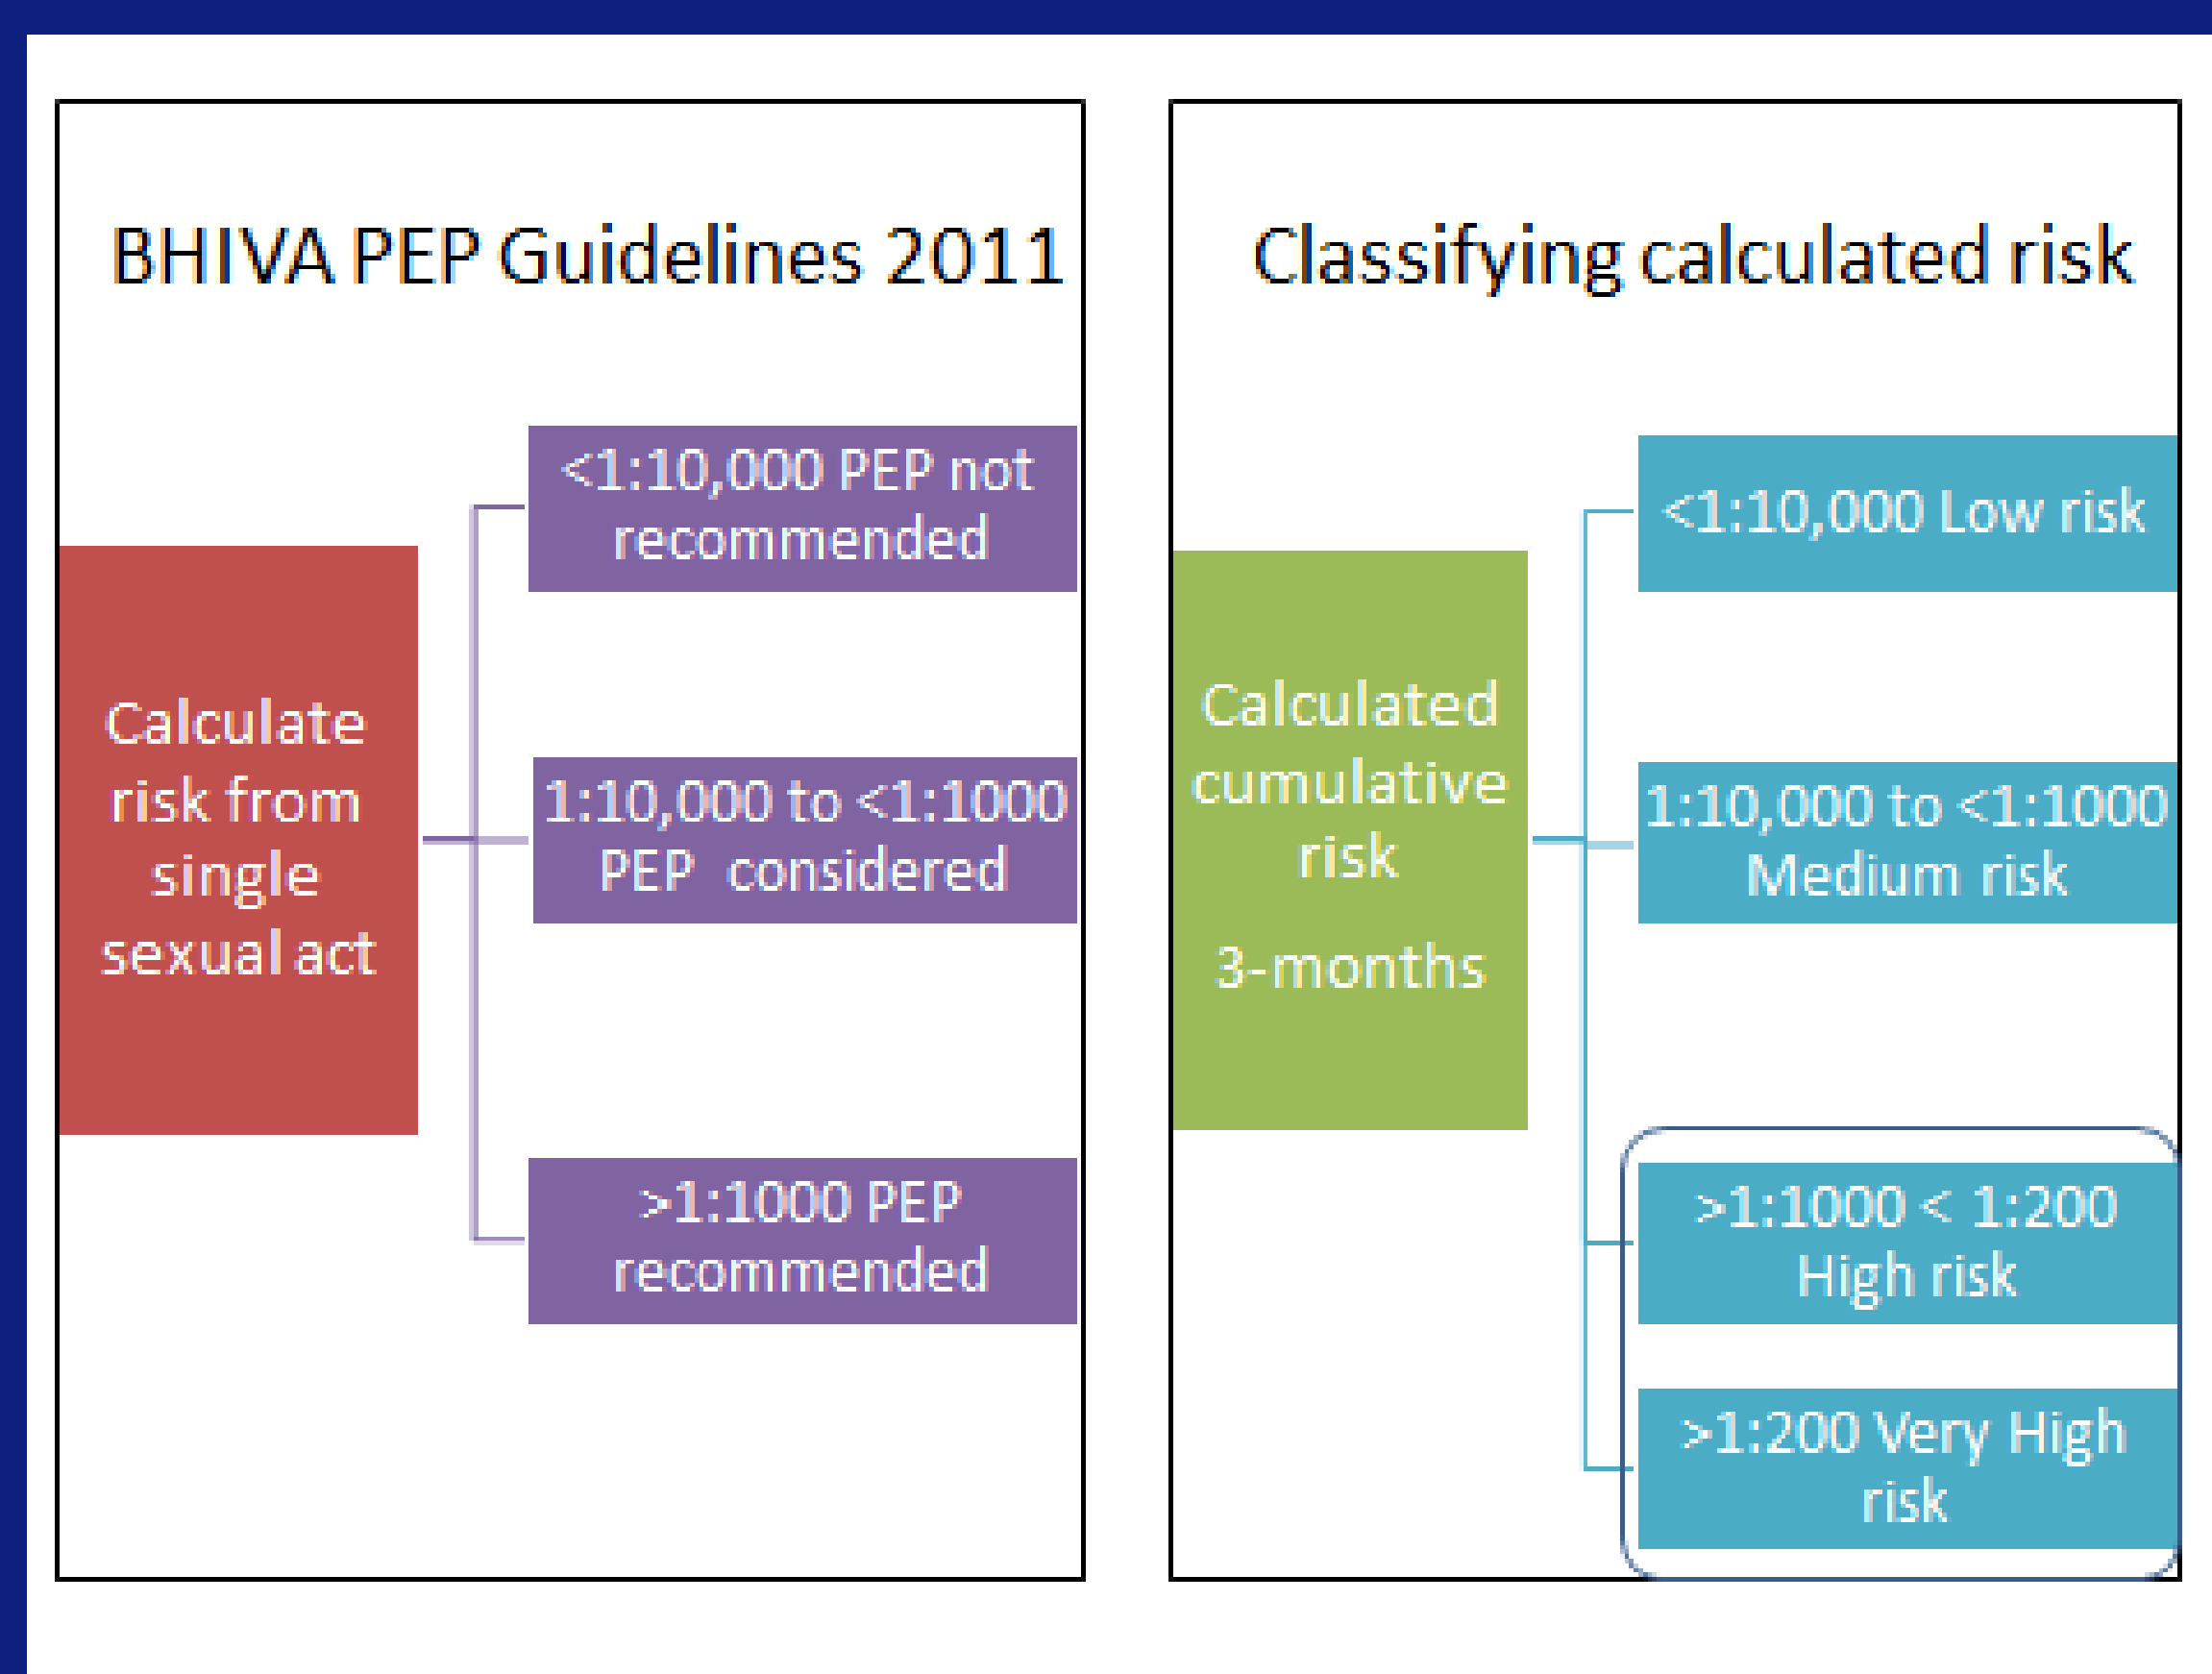 BHIVA PEP Guidelines 2011
Calculate
risk from
single
sexual act
<1:10,000 PEP not
recommended
1:10,000 to <1:1000
PEP considered
>1:1000 PEP
recommended
Classifying calculated risk
Calculated
cumulative
risk
3-months
<1:10,000 Low risk
1:10,000 to <1:1000
Medium risk
>1:1000 < 1:200
High risk
>1:200 Very High
risk